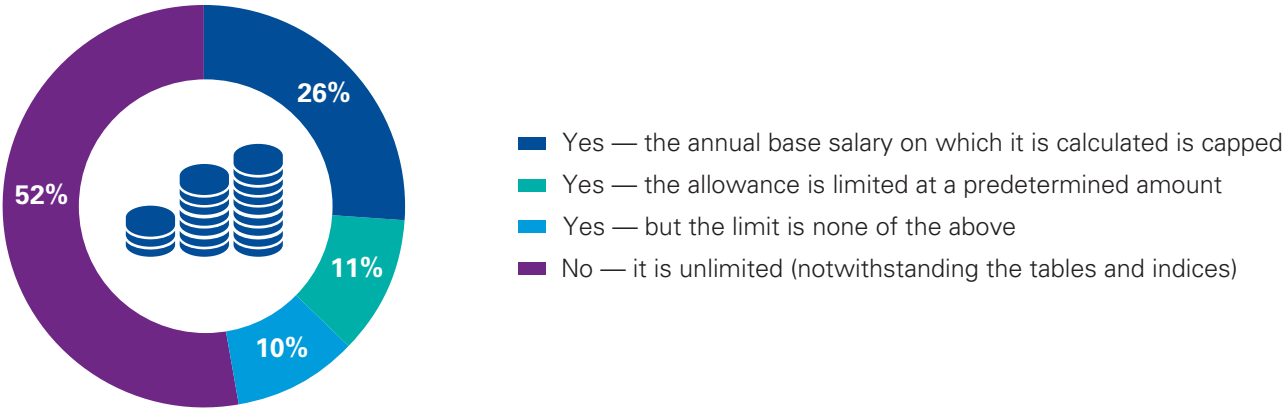 26%
52%
11%
10%
Yes — the annual base salary on which it is calculated is capped
Yes — the allowance is limited at a predetermined amount
Yes — but the limit is none of the above
No — it is unlimited (notwithstanding the tables and indices)